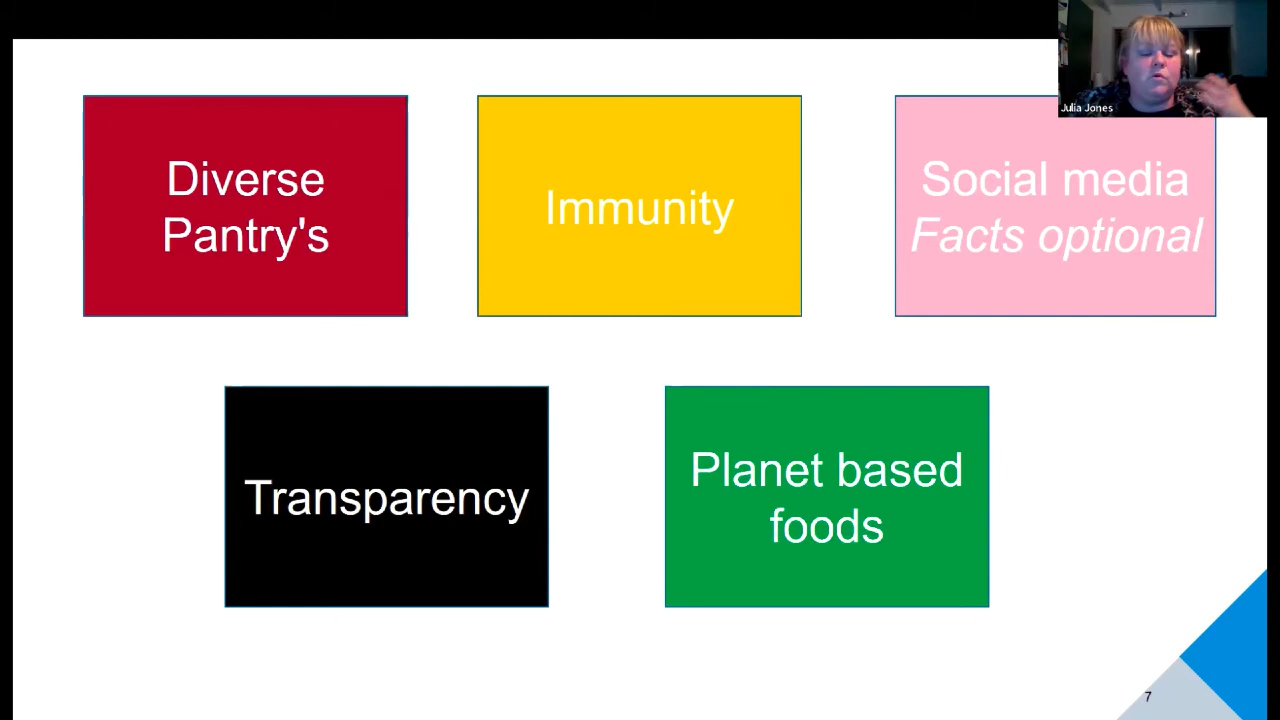 Julia Jones
Diverse
Pantry's
Immunity
Social media
Facts optional
Transparency
Planet based
foods
7